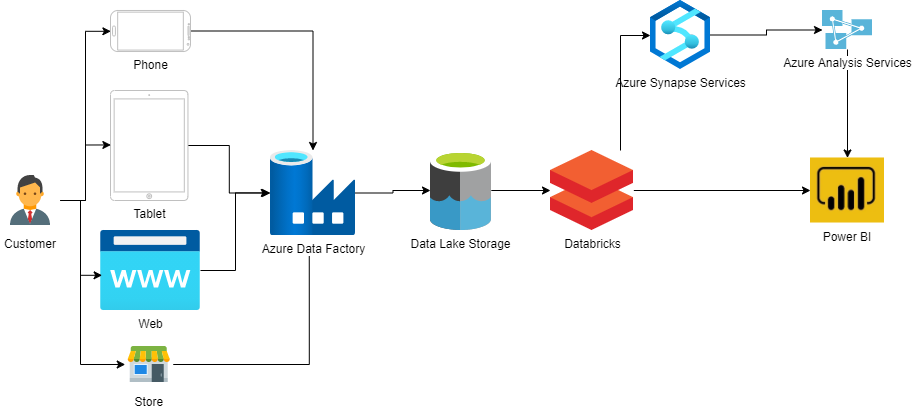 Phone
Tablet
Customer
www
Web
Store
Azure Data Factory
Data Lake Storage
Databricks
Azure Synapse Services
Azure Analysis Services
Power BI